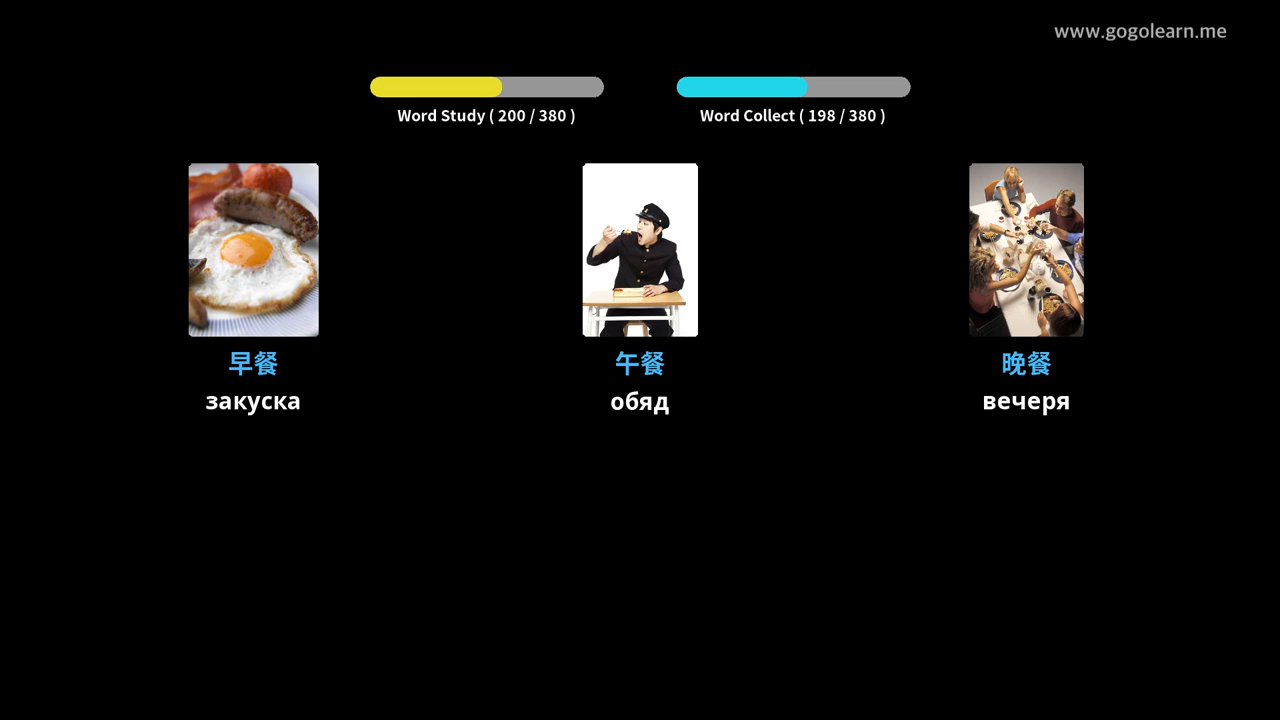 www.gogolearn.me
Word Study ( 200 / 380 )
Word Collect ( 198 / 380 )
早餐
午餐
晚餐
закуска
обяд
вечеря